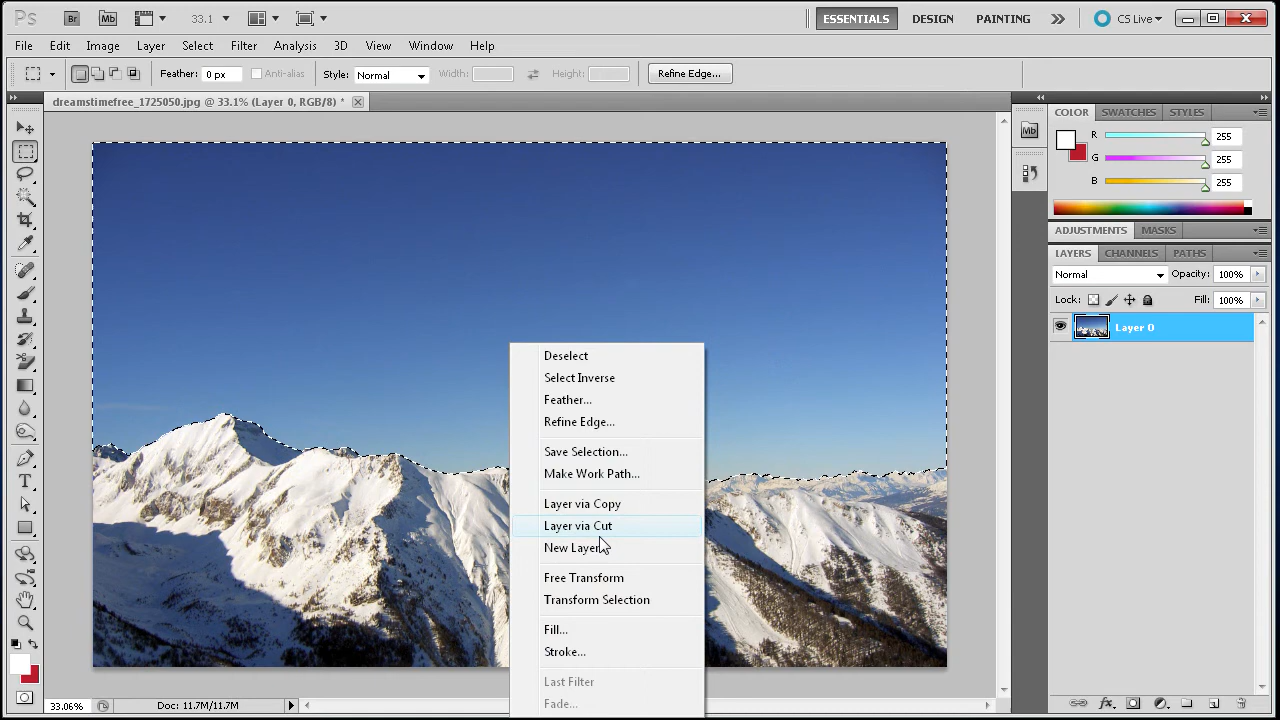 Ps Br Mb 33.1 ESSENTIALS DESIGN PAINTING CS Live
File Edit Image Layer Select Filter Analysis 3D View Window Help
Feather: 0 px Anti-alias Style: Normal Width: Height: Refine Edge...
dreamstimefree_1725050.jpg @ 33.1% (Layer 0, RGB/8) *
Mb
COLOR SWATCHES STYLES
R 255
G 255
B 255
ADJUSTMENTS MASKS
LAYERS CHANNELS PATHS
Normal Opacity: 100%
Lock: Fill: 100%
Layer 0
Deselect
Select Inverse
Feather...
Refine Edge...
Save Selection...
Make Work Path...
Layer via Copy
Layer via Cut
New Layer
Free Transform
Transform Selection
Fill...
Stroke...
Last Filter
Fade...
T
33.06% Doc: 11.7M/11.7M
fx